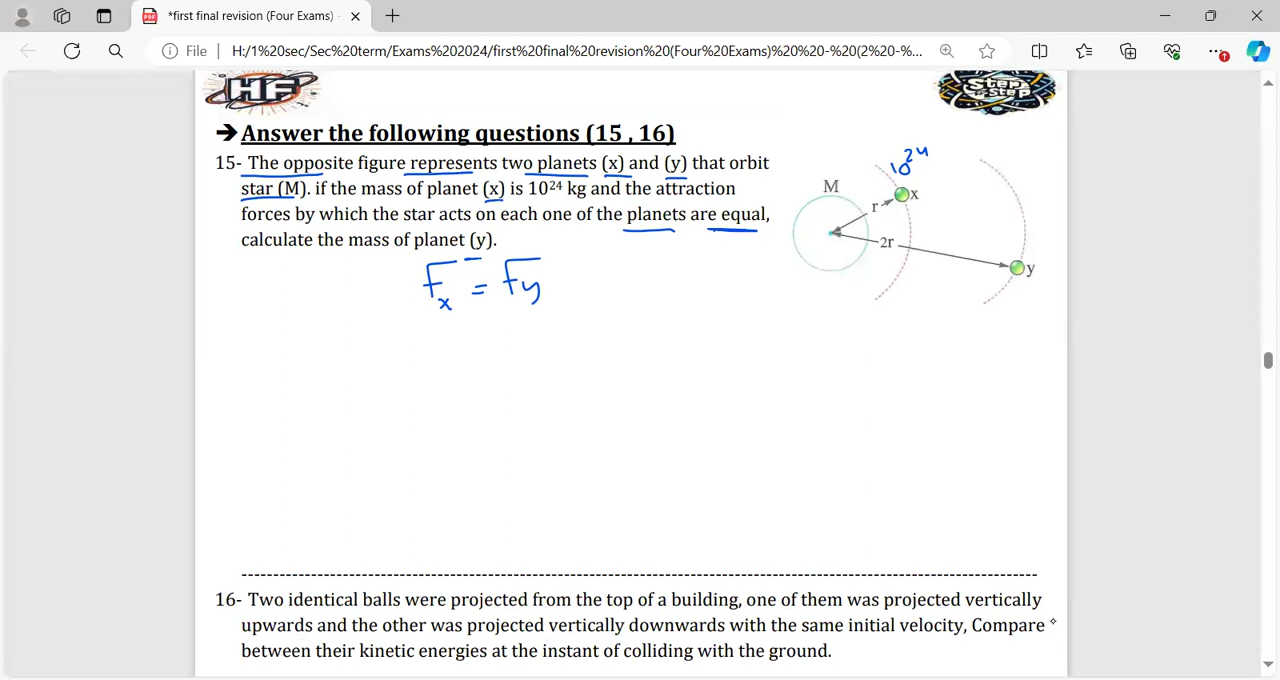 *first final revision (Four Exams) -
File
H:/1%20sec/Sec%20term/Exams%202024/first%20final%20revision%20(Four%20Exams)%20%20-%20(2%20-%...
HF
Step by Step
➔ Answer the following questions (15 , 16)
15- The opposite figure represents two planets (x) and (y) that orbit
star (M). if the mass of planet (x) is 10²⁴ kg and the attraction
forces by which the star acts on each one of the planets are equal,
calculate the mass of planet (y).
10²⁴
M
x
r
2r
y
Fx = Fy
16- Two identical balls were projected from the top of a building, one of them was projected vertically
upwards and the other was projected vertically downwards with the same initial velocity, Compare
between their kinetic energies at the instant of colliding with the ground.